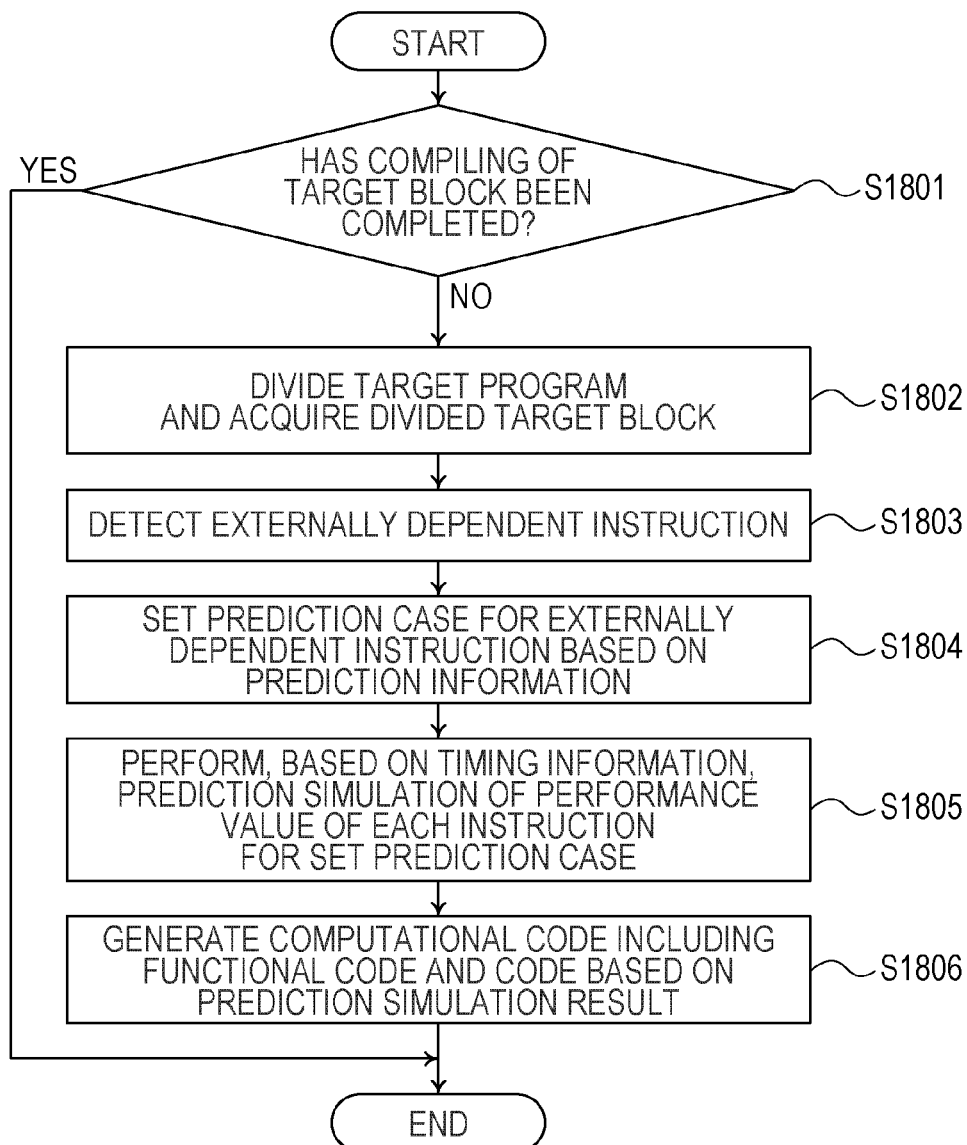 START
HAS COMPILING OF
TARGET BLOCK BEEN
COMPLETED?
YES
S1801
NO
DIVIDE TARGET PROGRAM
AND ACQUIRE DIVIDED TARGET BLOCK
S1802
DETECT EXTERNALLY DEPENDENT INSTRUCTION
S1803
SET PREDICTION CASE FOR EXTERNALLY
DEPENDENT INSTRUCTION BASED ON
PREDICTION INFORMATION
S1804
PERFORM, BASED ON TIMING INFORMATION,
PREDICTION SIMULATION OF PERFORMANCE
VALUE OF EACH INSTRUCTION
FOR SET PREDICTION CASE
S1805
GENERATE COMPUTATIONAL CODE INCLUDING
FUNCTIONAL CODE AND CODE BASED ON
PREDICTION SIMULATION RESULT
S1806
END